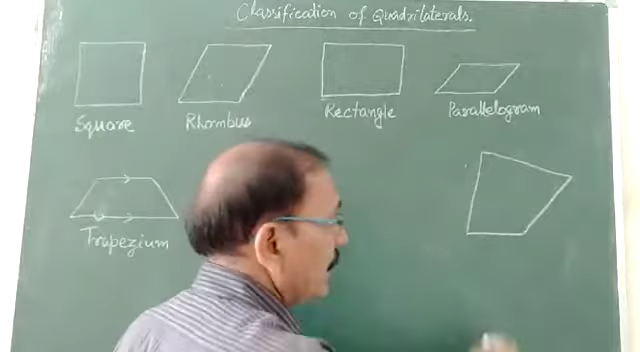 Classification of Quadrilaterals.
Square
Rhombus
Rectangle
Parallelogram
Trapezium